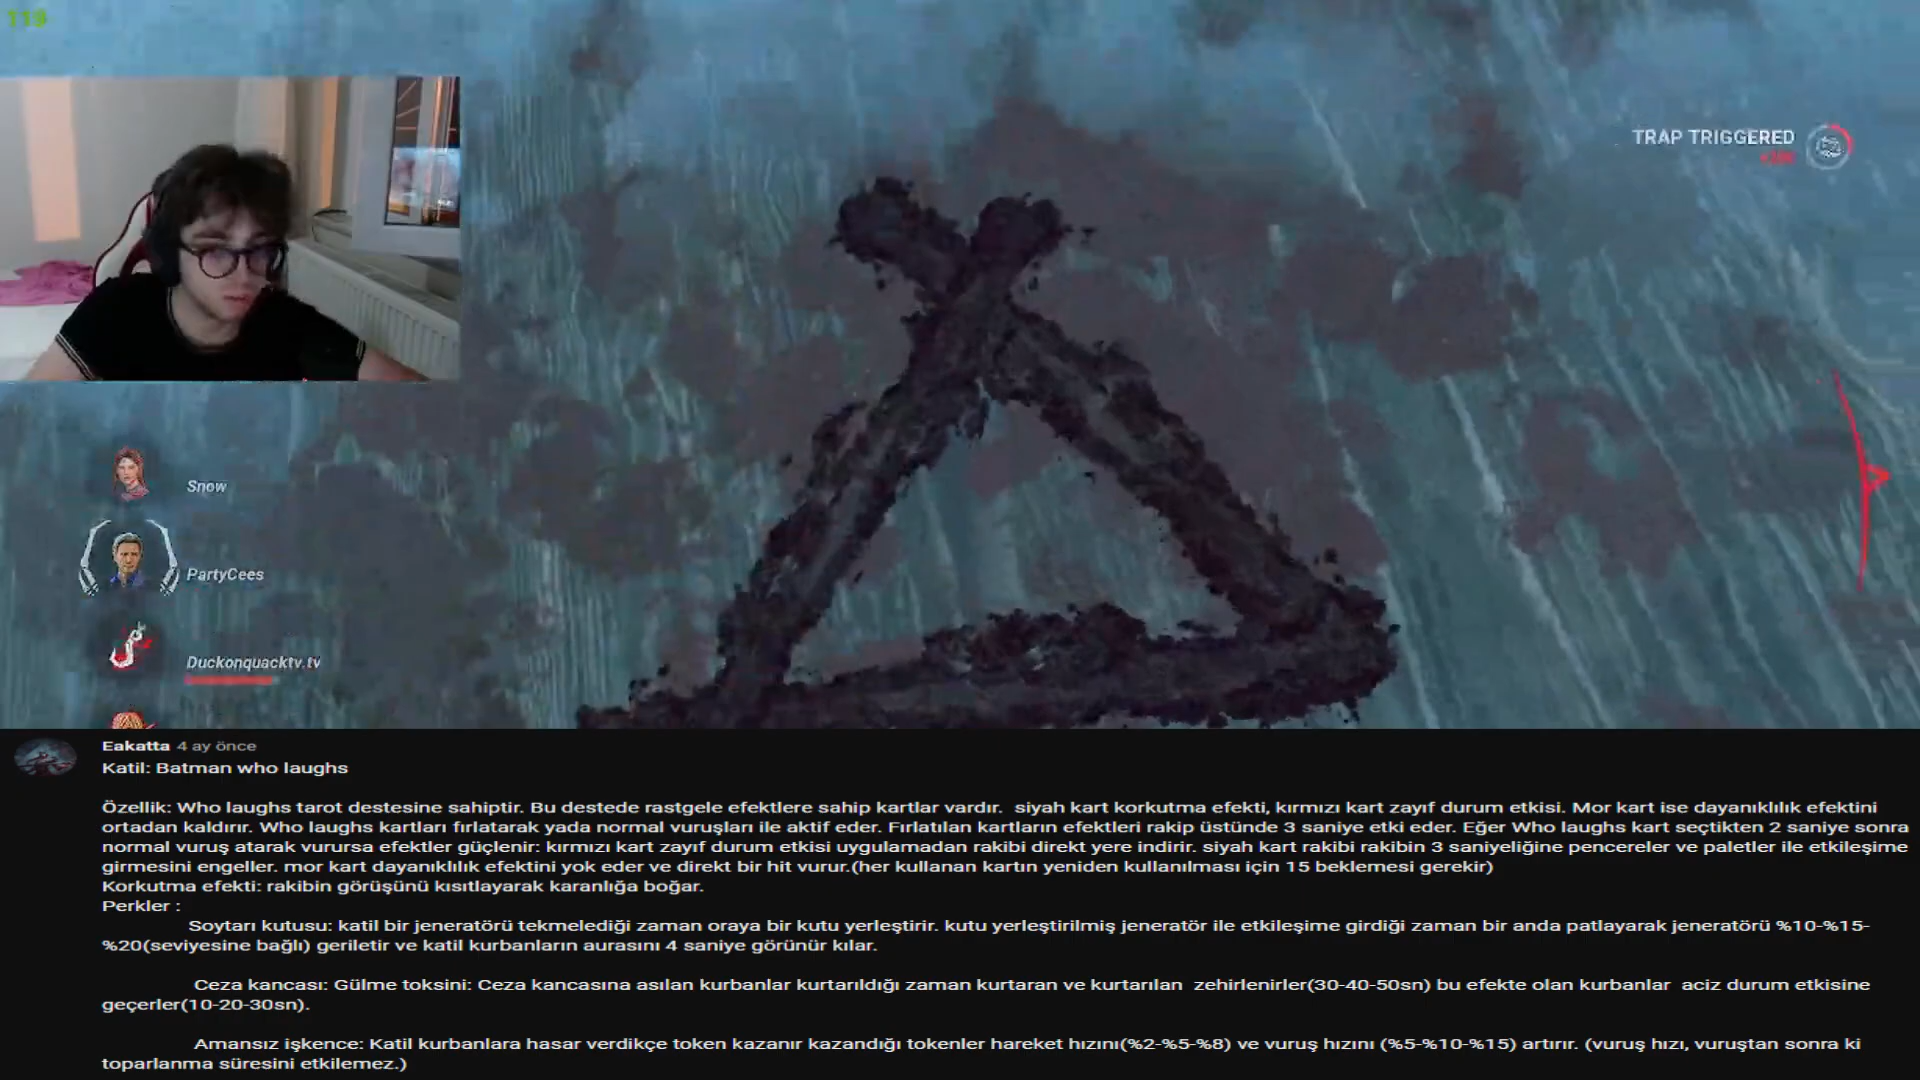 119
TRAP TRIGGERED
Snow
PartyCees
Duckonquacktv.tv
Eakatta 4 ay önce
Katil: Batman who laughs
Özellik: Who laughs tarot destesine sahiptir. Bu destede rastgele efektlere sahip kartlar vardır. siyah kart korkutma efekti, kırmızı kart zayıf durum etkisi. Mor kart ise dayanıklılık efektini
ortadan kaldırır. Who laughs kartları fırlatarak yada normal vuruşları ile aktif eder. Fırlatılan kartların efektleri rakip üstünde 3 saniye etki eder. Eğer Who laughs kart seçtikten 2 saniye sonra
normal vuruş atarak vurursa efektler güçlenir: kırmızı kart zayıf durum etkisi uygulamadan rakibi direkt yere indirir. siyah kart rakibi rakibin 3 saniyeliğine pencereler ve paletler ile etkileşime
girmesini engeller. mor kart dayanıklılık efektini yok eder ve direkt bir hit vurur.(her kullanan kartın yeniden kullanılması için 15 beklemesi gerekir)
Korkutma efekti: rakibin görüşünü kısıtlayarak karanlığa boğar.
Perkler :
Soytarı kutusu: katil bir jeneratörü tekmelediği zaman oraya bir kutu yerleştirir. kutu yerleştirilmiş jeneratör ile etkileşime girdiği zaman bir anda patlayarak jeneratörü %10-%15-
%20(seviyesine bağlı) geriletir ve katil kurbanların aurasını 4 saniye görünür kılar.
Ceza kancası: Gülme toksini: Ceza kancasına asılan kurbanlar kurtarıldığı zaman kurtaran ve kurtarılan zehirlenirler(30-40-50sn) bu efekte olan kurbanlar aciz durum etkisine
geçerler(10-20-30sn).
Amansız işkence: Katil kurbanlara hasar verdikçe token kazanır kazandığı tokenler hareket hızını(%2-%5-%8) ve vuruş hızını (%5-%10-%15) artırır. (vuruş hızı, vuruştan sonra ki
toparlanma süresini etkilemez.)